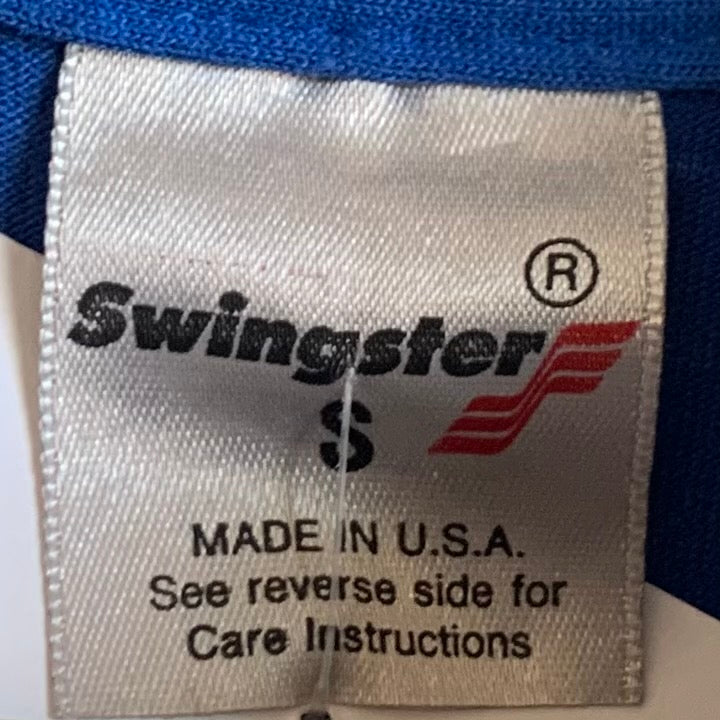 ®
Swingster
S
MADE IN U.S.A.
See reverse side for
Care Instructions